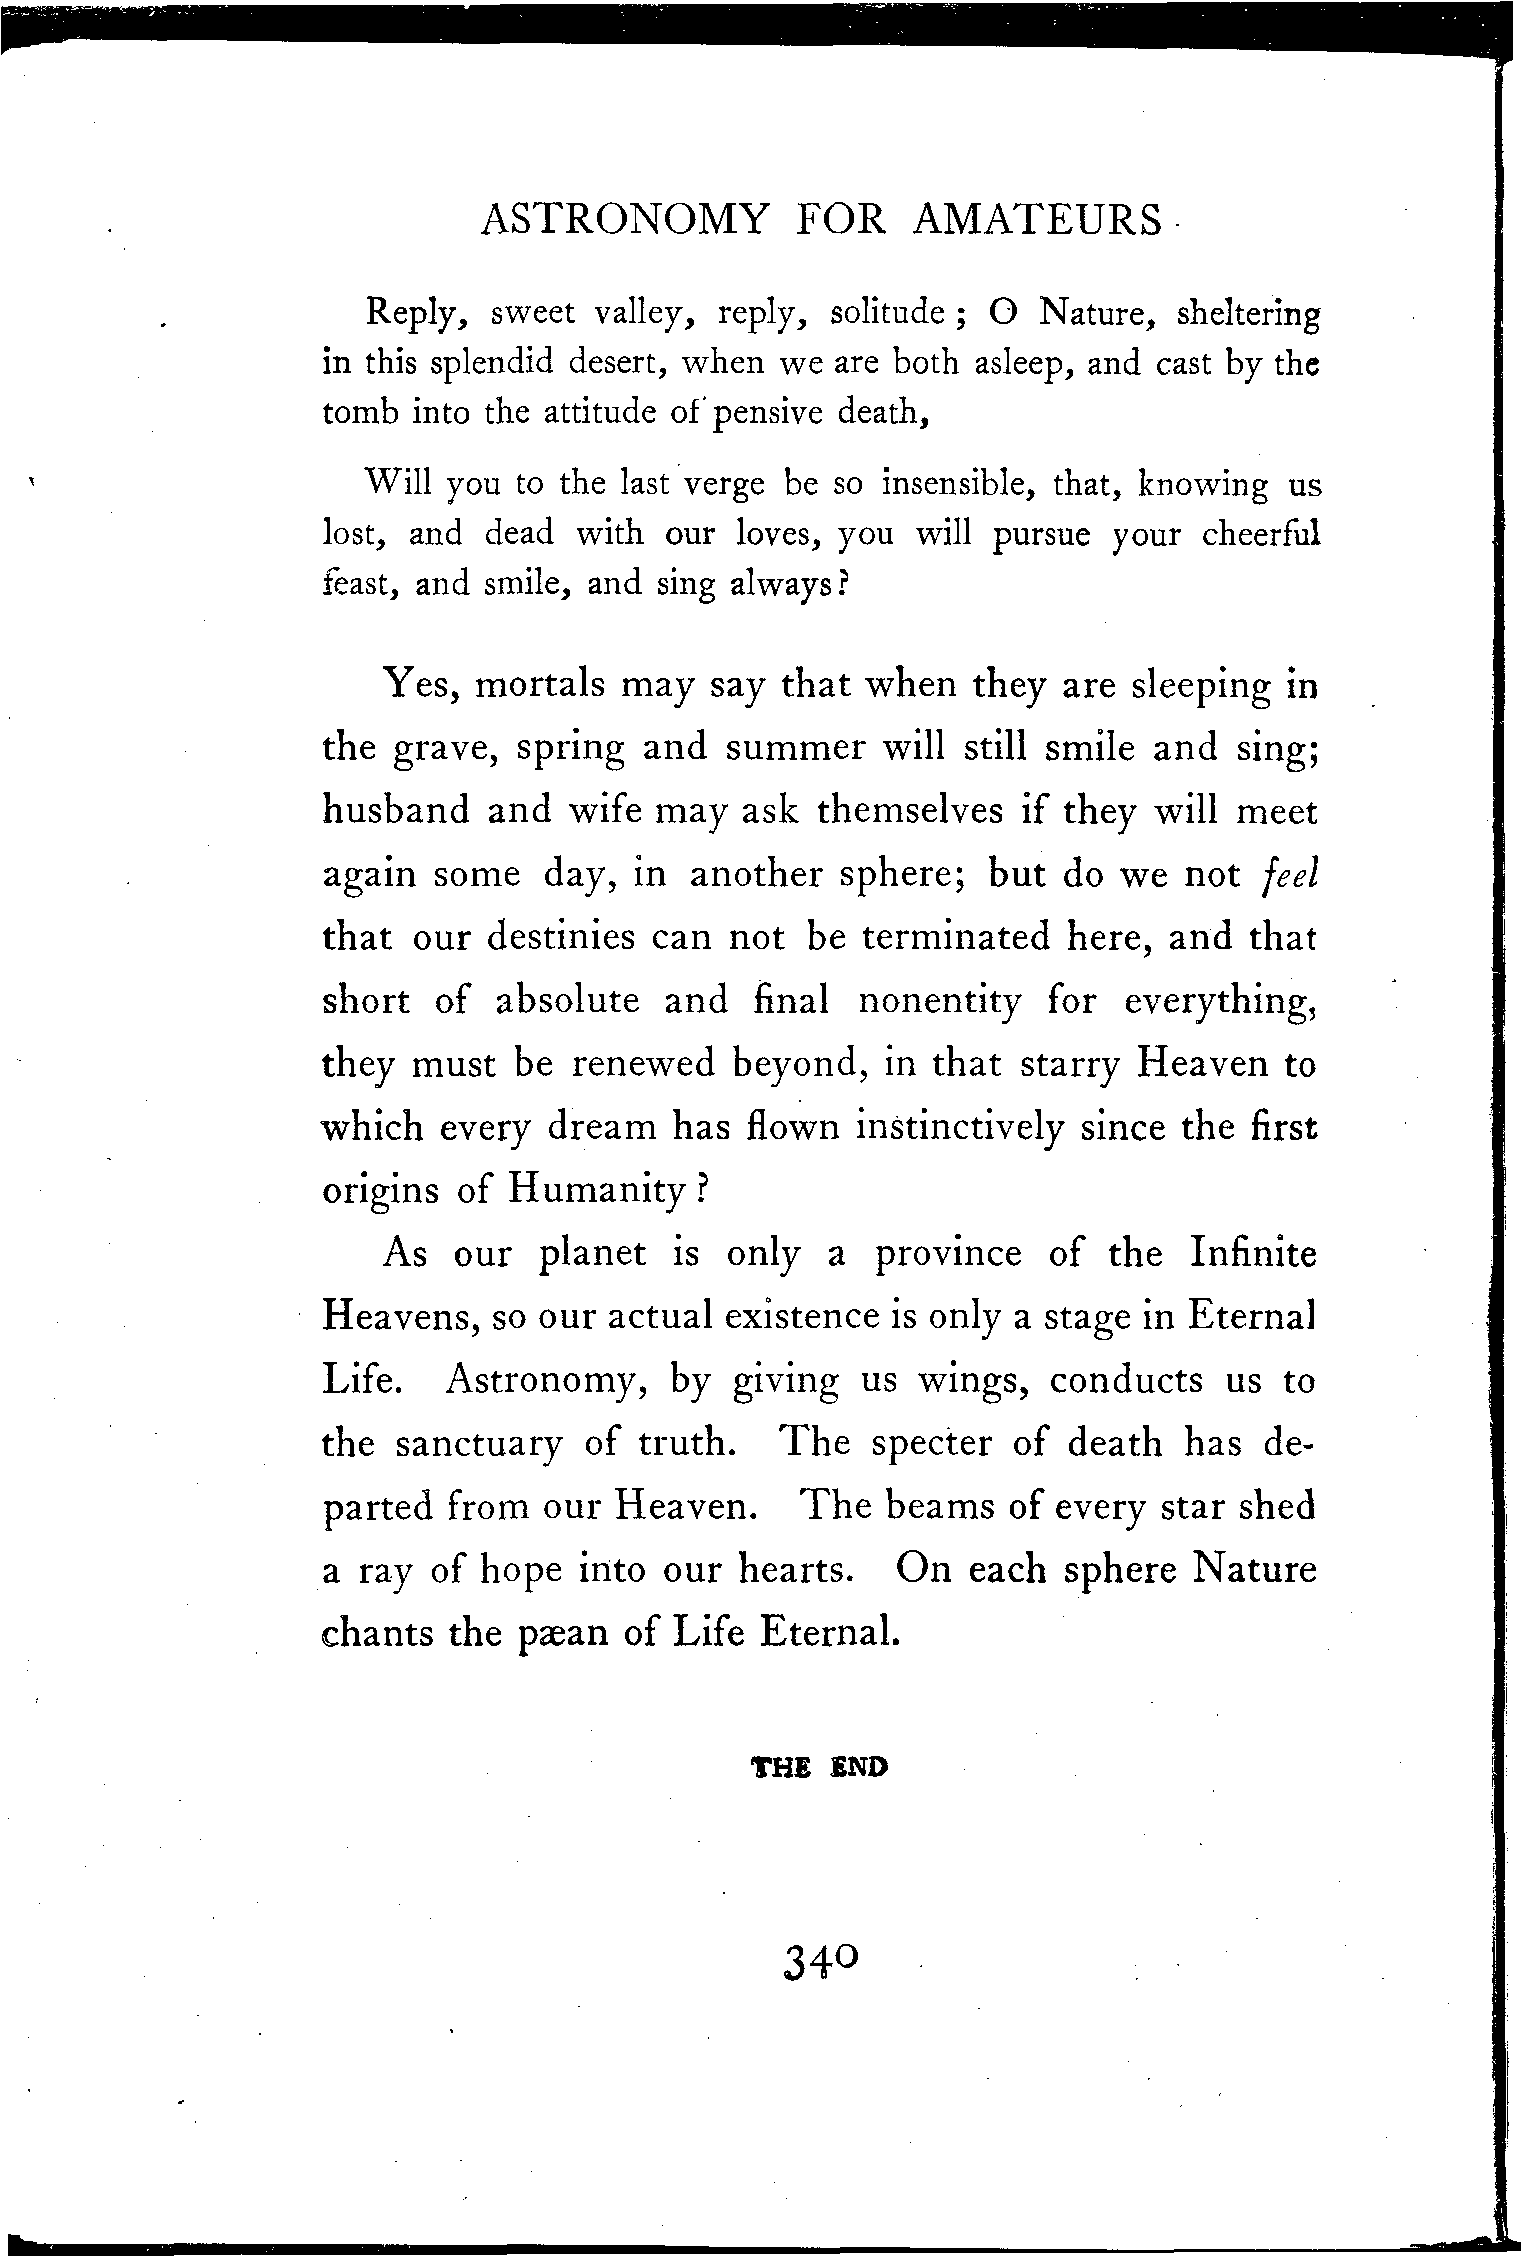 ASTRONOMY FOR AMATEURS
Reply, sweet valley, reply, solitude ; O Nature, sheltering
in this splendid desert, when we are both asleep, and cast by the
tomb into the attitude of pensive death,
Will you to the last verge be so insensible, that, knowing us
lost, and dead with our loves, you will pursue your cheerful
feast, and smile, and sing always?
Yes, mortals may say that when they are sleeping in
the grave, spring and summer will still smile and sing;
husband and wife may ask themselves if they will meet
again some day, in another sphere; but do we not feel
that our destinies can not be terminated here, and that
short of absolute and final nonentity for everything,
they must be renewed beyond, in that starry Heaven to
which every dream has flown instinctively since the first
origins of Humanity ?
As our planet is only a province of the Infinite
Heavens, so our actual existence is only a stage in Eternal
Life. Astronomy, by giving us wings, conducts us to
the sanctuary of truth. The specter of death has de-
parted from our Heaven. The beams of every star shed
a ray of hope into our hearts. On each sphere Nature
chants the pæan of Life Eternal.
THE END
340